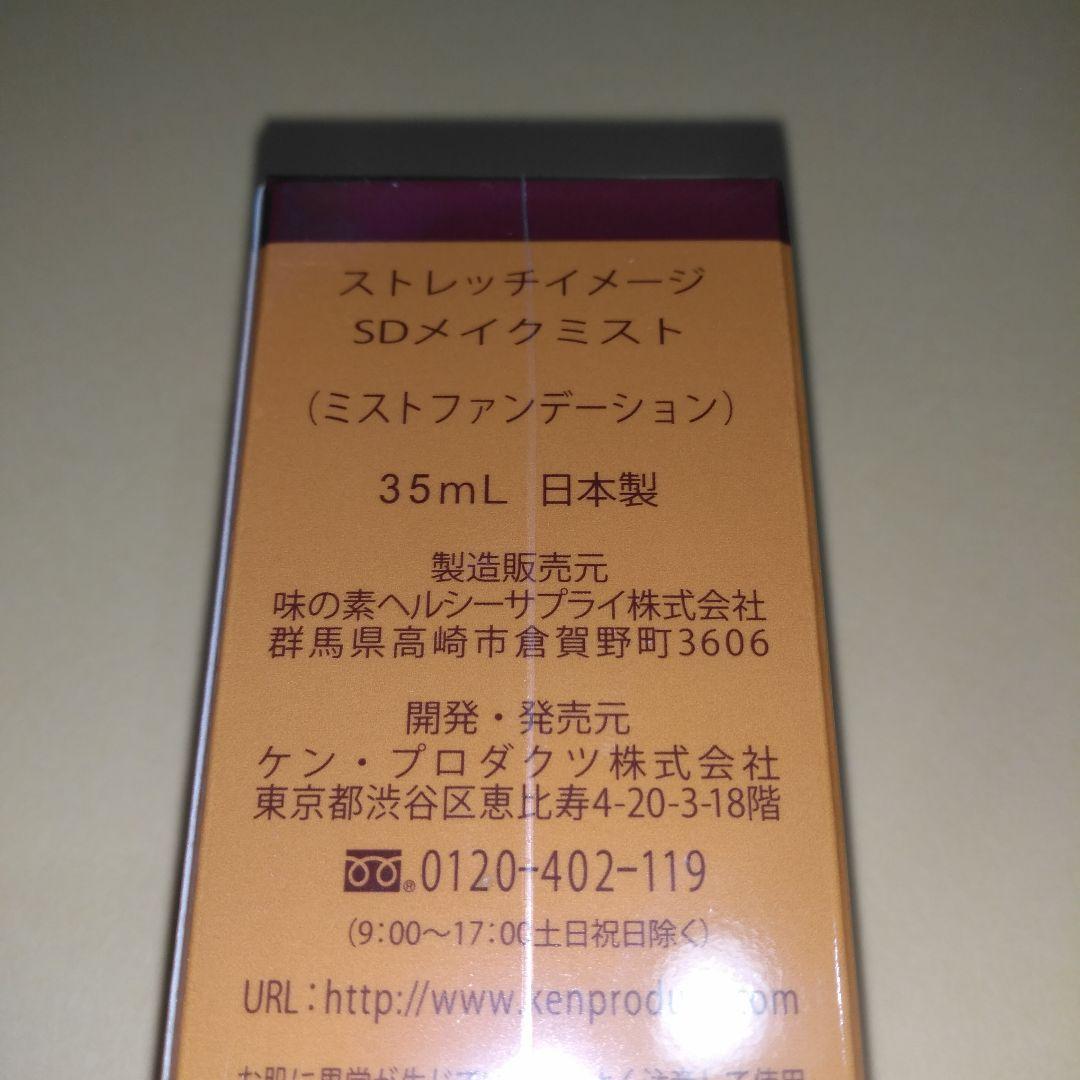 ストレッチイメージ
SDメイクミスト
(ミストファンデーション)
35mL 日本製
製造販売元
味の素ヘルシーサプライ株式会社
群馬県高崎市倉賀野町3606
開発・発売元
ケン・プロダクツ株式会社
東京都渋谷区恵比寿4-20-3-18階
®0120-402-119
(9:00〜17:00土日祝日除く)
URL:http://www.